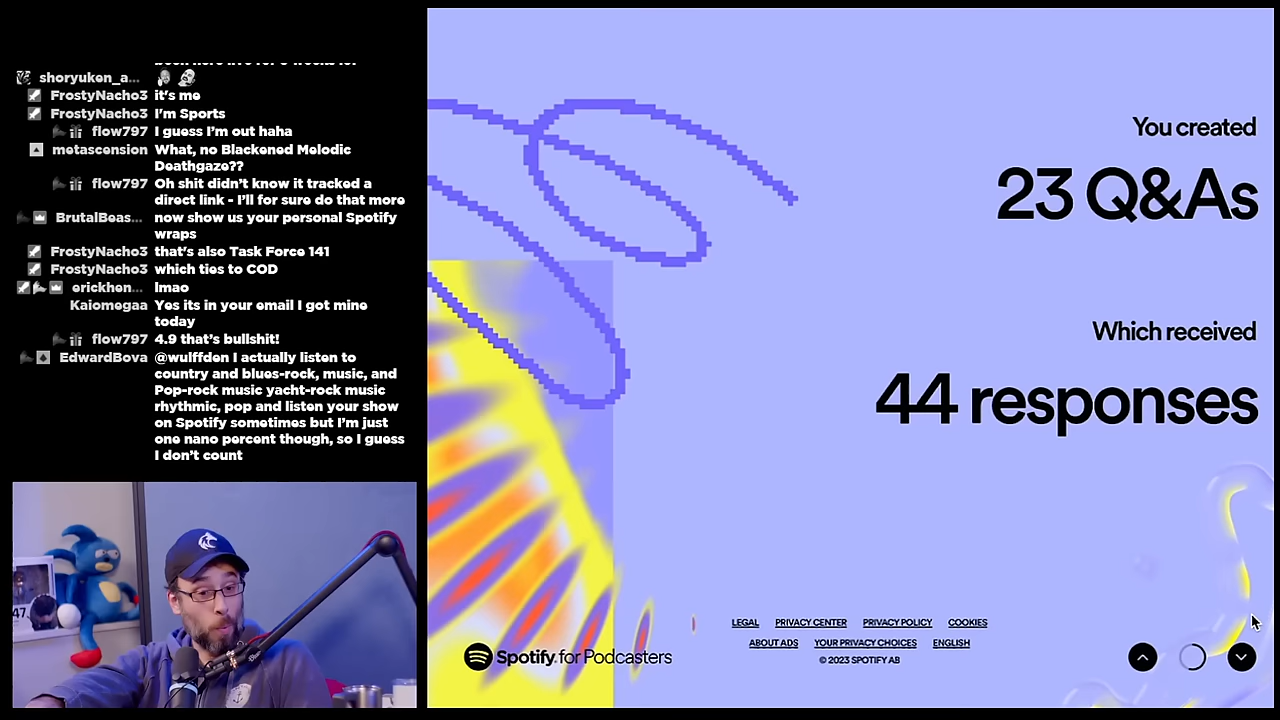 shoryuken_a...
FrostyNacho3 it's me
FrostyNacho3 I'm Sports
flow797 I guess I'm out haha
metascension What, no Blackened Melodic
Deathgaze??
flow797 Oh shit didn't know it tracked a
direct link - I'll for sure do that more
BrutalBeas... now show us your personal Spotify
wraps
FrostyNacho3 that's also Task Force 141
FrostyNacho3 which ties to COD
erickhen... lmao
Kaiomegaa Yes its in your email I got mine
today
flow797 4.9 that's bullshit!
EdwardBova @wulffden I actually listen to
country and blues-rock, music, and
Pop-rock music yacht-rock music
rhythmic, pop and listen your show
on Spotify sometimes but I'm just
one nano percent though, so I guess
I don't count
47
You created
23 Q&As
Which received
44 responses
LEGAL PRIVACY CENTER PRIVACY POLICY COOKIES
ABOUT ADS YOUR PRIVACY CHOICES ENGLISH
© 2023 SPOTIFY AB
Spotify for Podcasters